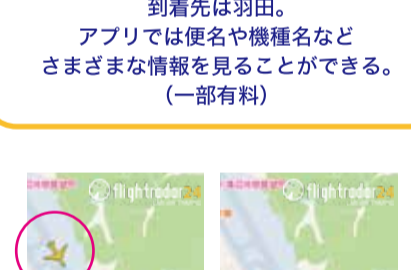 到着先は羽田。
アプリでは便名や機種名など
さまざまな情報を見ることができる。
（一部有料）
flightradar24
flightradar24